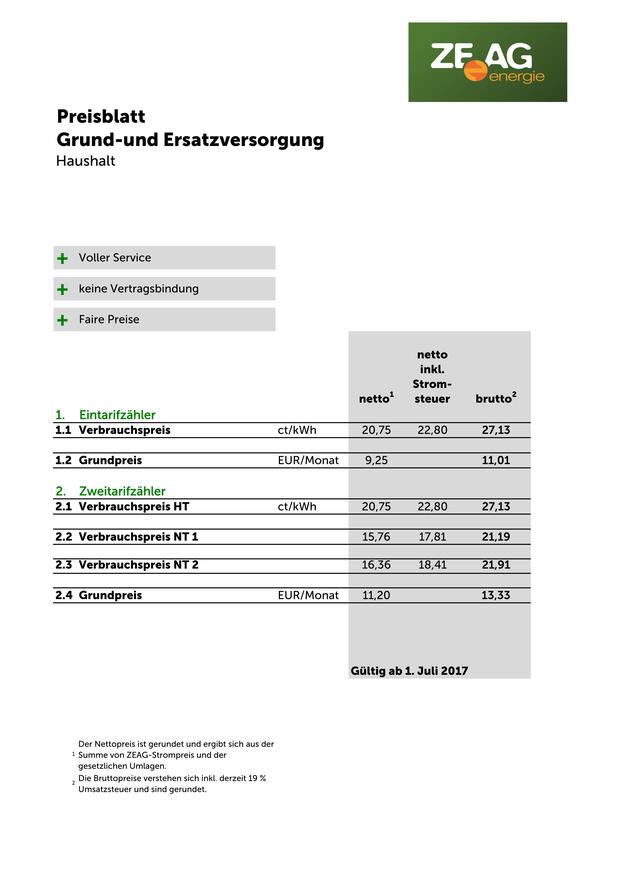 ZEAG
energie
Preisblatt
Grund-und Ersatzversorgung
Haushalt
+ Voller Service
+ keine Vertragsbindung
+ Faire Preise
netto¹ netto inkl. Strom-steuer brutto²
1. Eintarifzähler
1.1 Verbrauchspreis ct/kWh 20,75 22,80 27,13
1.2 Grundpreis EUR/Monat 9,25 11,01
2. Zweitarifzähler
2.1 Verbrauchspreis HT ct/kWh 20,75 22,80 27,13
2.2 Verbrauchspreis NT 1 15,76 17,81 21,19
2.3 Verbrauchspreis NT 2 16,36 18,41 21,91
2.4 Grundpreis EUR/Monat 11,20 13,33
Gültig ab 1. Juli 2017
Der Nettopreis ist gerundet und ergibt sich aus der
1 Summe von ZEAG-Strompreis und der
gesetzlichen Umlagen.
2 Die Bruttopreise verstehen sich inkl. derzeit 19 %
Umsatzsteuer und sind gerundet.